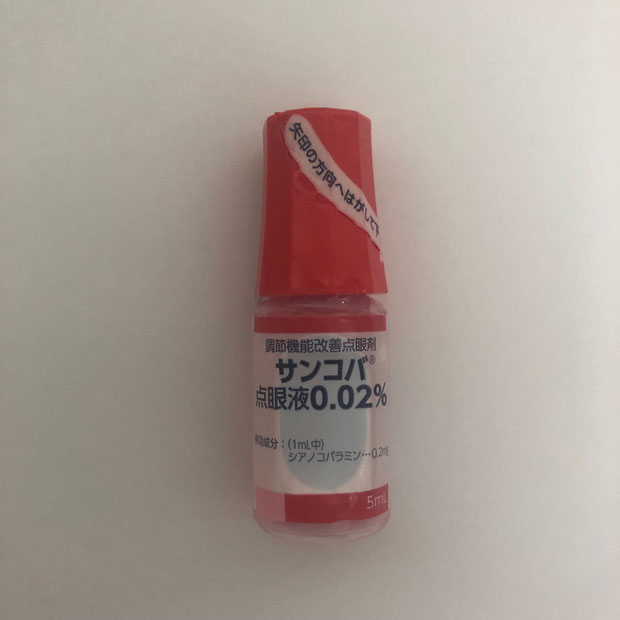 矢印の方向へはがして下
調節機能改善点眼剤
サンコバ®
点眼液0.02%
成分：(1mL中)
シアノコバラミン…0.2mg
5mL